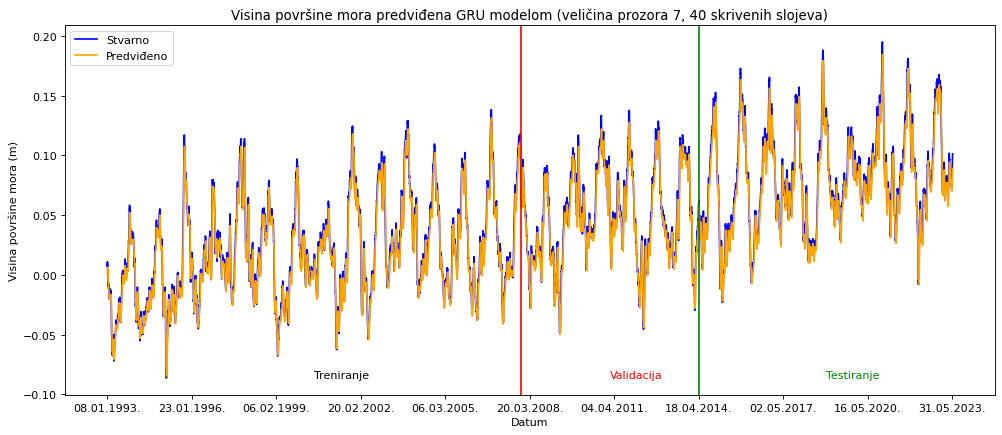 Visina površine mora predviđena GRU modelom (veličina prozora 7, 40 skrivenih slojeva)
Stvarno
Predviđeno
Visina površine mora (m)
0.20
0.15
0.10
0.05
0.00
−0.05
−0.10
Treniranje
Validacija
Testiranje
08.01.1993.
23.01.1996.
06.02.1999.
20.02.2002.
06.03.2005.
20.03.2008.
04.04.2011.
18.04.2014.
02.05.2017.
16.05.2020.
31.05.2023.
Datum